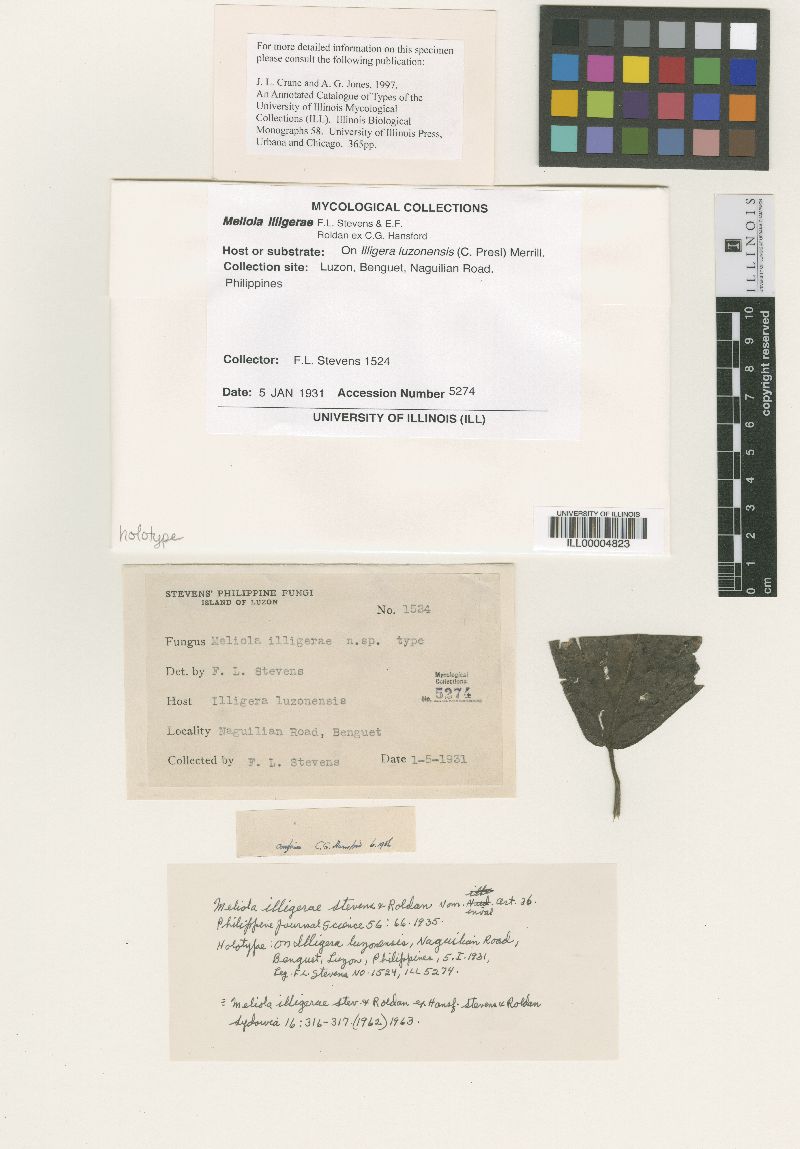 For more detailed information on this specimen
please consult the following publication:
J. L. Crane and A. G. Jones. 1997.
An Annotated Catalogue of Types of the
University of Illinois Mycological
Collections (ILL). Illinois Biological
Monographs 58. University of Illinois Press,
Urbana and Chicago. 365pp.
MYCOLOGICAL COLLECTIONS
Meliola illigerae F.L. Stevens & E.F.
Roldan ex C.G. Hansford
Host or substrate: On Illigera luzonensis (C. Presl) Merrill.
Collection site: Luzon, Benguet, Naguilian Road.
Philippines
Collector: F.L. Stevens 1524
Date: 5 JAN 1931 Accession Number 5274
UNIVERSITY OF ILLINOIS (ILL)
holotype
UNIVERSITY OF ILLINOIS
ILL00004823
ILLINOIS
0 1 2 3 4 5 6 7 8 9 10
cm
copyright reserved
STEVENS' PHILIPPINE FUNGI
ISLAND OF LUZON
No. 1524
Fungus Meliola illigerae n.sp. type
Det. by F. L. Stevens
Mycological
Collections
No. 5274
Host Illigera luzonensis
Locality Naguilian Road, Benguet
Collected by F. L. Stevens Date 1-5-1931
C.G. Hansford
Meliola illigerae Stevens & Roldan Nom. inval art. 36.
Philippine Journal Science 56: 66. 1935.
Holotype: on Illigera luzonensis, Naguilian Road,
Benguet, Luzon, Philippines, 5.I.1931,
Leg. F.L. Stevens NO. 1524, ILL 5274.
≡ Meliola illigerae Stev. & Roldan ex Hansf. Stevens & Roldan
Sydowia 16: 316-317. (1962) 1963.